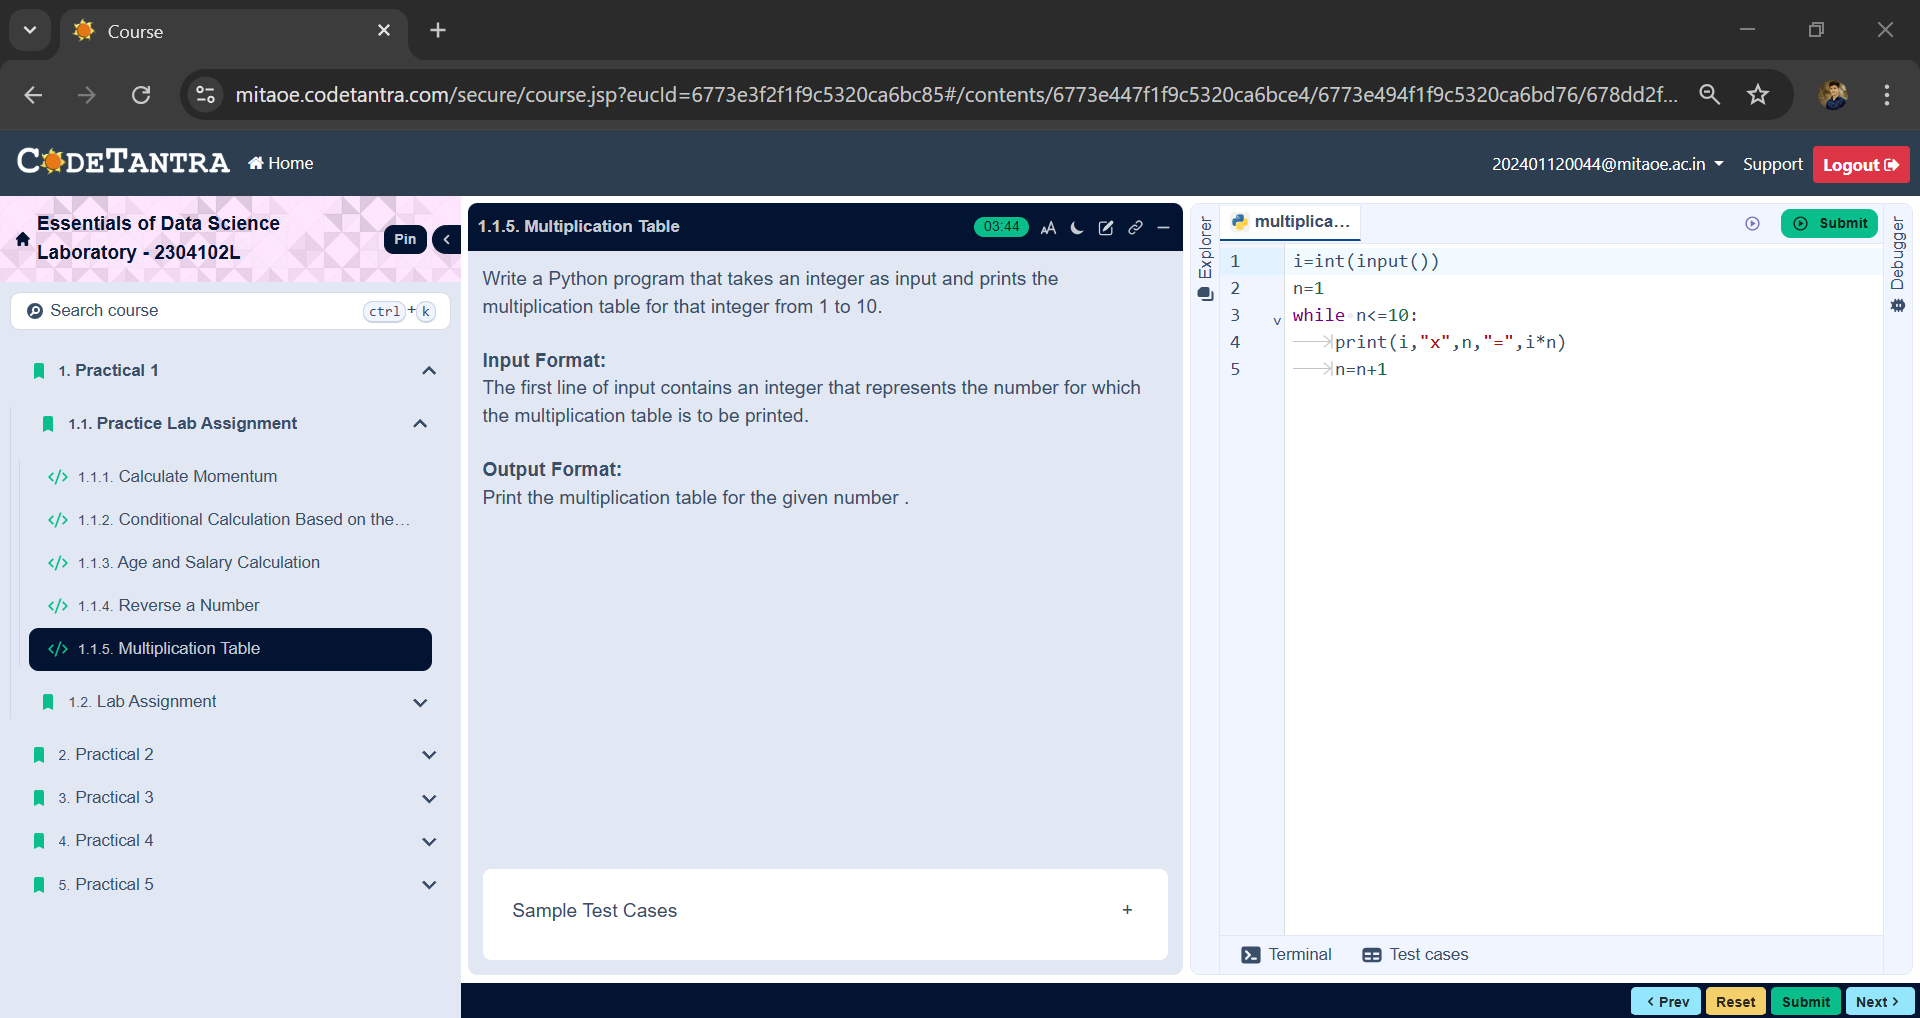 Course
mitaoe.codetantra.com/secure/course.jsp?eucId=6773e3f2f1f9c5320ca6bc85#/contents/6773e447f1f9c5320ca6bce4/6773e494f1f9c5320ca6bd76/678dd2f...
CODETANTRA
Home
202401120044@mitaoe.ac.in
Support
Logout
Essentials of Data Science
Laboratory - 2304102L
Pin
Search course
ctrl + k
1. Practical 1
1.1. Practice Lab Assignment
1.1.1. Calculate Momentum
1.1.2. Conditional Calculation Based on the...
1.1.3. Age and Salary Calculation
1.1.4. Reverse a Number
1.1.5. Multiplication Table
1.2. Lab Assignment
2. Practical 2
3. Practical 3
4. Practical 4
5. Practical 5
1.1.5. Multiplication Table
03:44
AA
Write a Python program that takes an integer as input and prints the
multiplication table for that integer from 1 to 10.
Input Format:
The first line of input contains an integer that represents the number for which
the multiplication table is to be printed.
Output Format:
Print the multiplication table for the given number .
Sample Test Cases
+
Explorer
multiplica...
Submit
Debugger
1 i=int(input())
2 n=1
3 while n<=10:
4 print(i,"x",n,"=",i*n)
5 n=n+1
Terminal
Test cases
< Prev
Reset
Submit
Next >